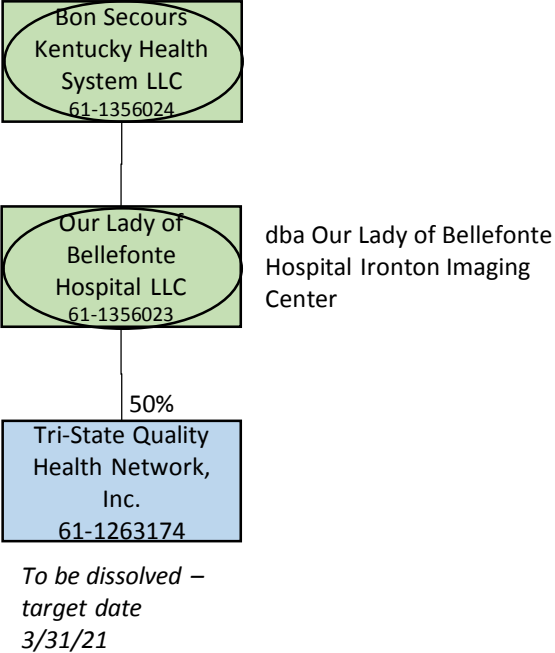 Bon Secours
Kentucky Health
System LLC
61-1356024
Our Lady of
Bellefonte
Hospital LLC
61-1356023
dba Our Lady of Bellefonte
Hospital Ironton Imaging
Center
50%
Tri-State Quality
Health Network,
Inc.
61-1263174
To be dissolved –
target date
3/31/21